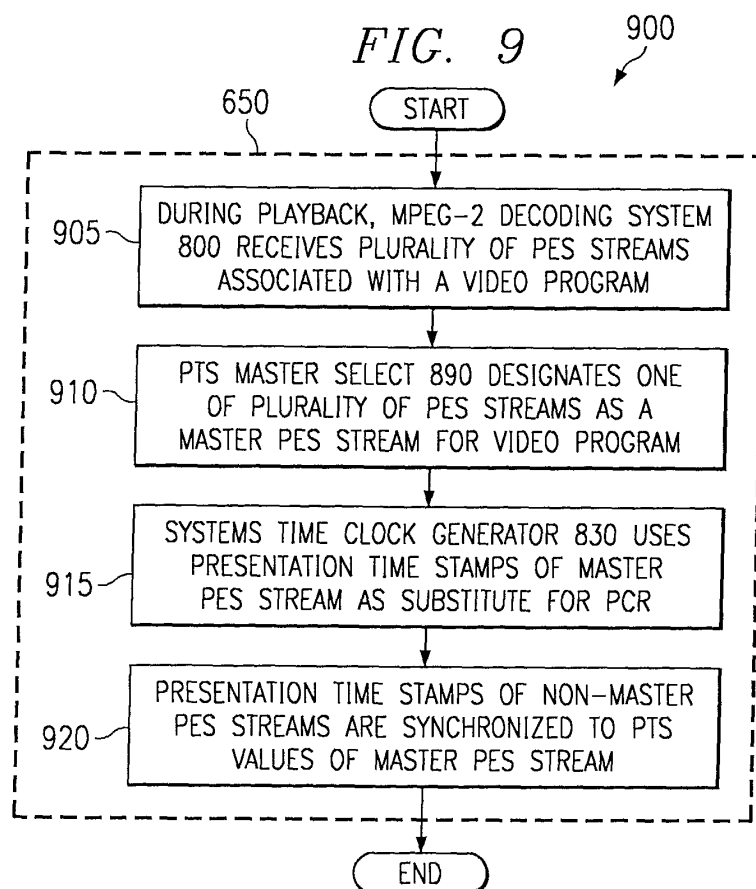 FIG. 9
900
START
650
905
DURING PLAYBACK, MPEG-2 DECODING SYSTEM
800 RECEIVES PLURALITY OF PES STREAMS
ASSOCIATED WITH A VIDEO PROGRAM
910
PTS MASTER SELECT 890 DESIGNATES ONE
OF PLURALITY OF PES STREAMS AS A
MASTER PES STREAM FOR VIDEO PROGRAM
915
SYSTEMS TIME CLOCK GENERATOR 830 USES
PRESENTATION TIME STAMPS OF MASTER
PES STREAM AS SUBSTITUTE FOR PCR
920
PRESENTATION TIME STAMPS OF NON-MASTER
PES STREAMS ARE SYNCHRONIZED TO PTS
VALUES OF MASTER PES STREAM
END